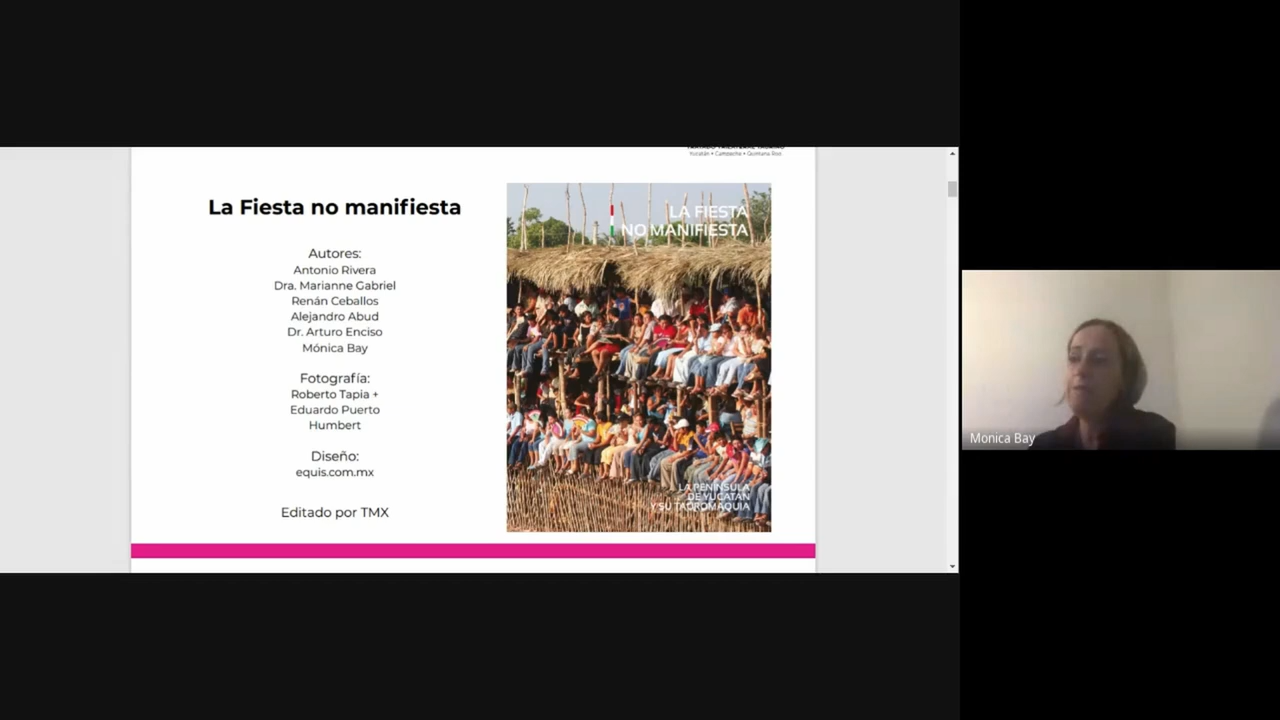 Yucatán • Campeche • Quintana Roo
La Fiesta no manifiesta
Autores:
Antonio Rivera
Dra. Marianne Gabriel
Renán Ceballos
Alejandro Abud
Dr. Arturo Enciso
Mónica Bay
Fotografía:
Roberto Tapia +
Eduardo Puerto
Humbert
Diseño:
equis.com.mx
Editado por TMX
LA FIESTA
NO MANIFIESTA
LA PENÍNSULA
DE YUCATÁN
Y SU TAUROMAQUIA
Monica Bay